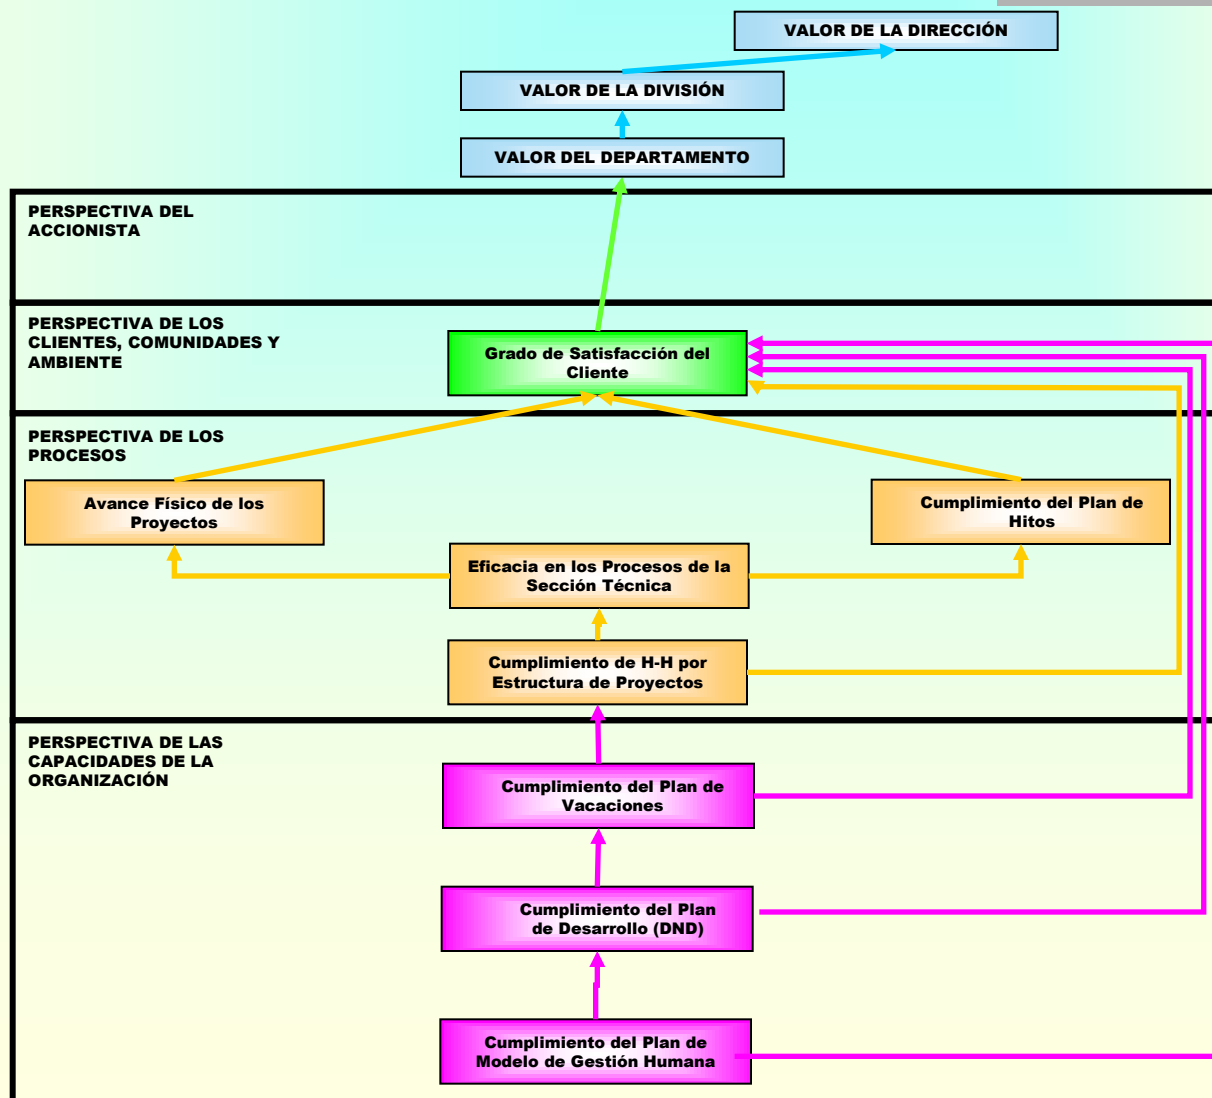 VALOR DE LA DIRECCIÓN
VALOR DE LA DIVISIÓN
VALOR DEL DEPARTAMENTO
PERSPECTIVA DEL
ACCIONISTA
PERSPECTIVA DE LOS
CLIENTES, COMUNIDADES Y
AMBIENTE
Grado de Satisfacción del
Cliente
PERSPECTIVA DE LOS
PROCESOS
Avance Físico de los
Proyectos
Cumplimiento del Plan de
Hitos
Eficacia en los Procesos de la
Sección Técnica
Cumplimiento de H-H por
Estructura de Proyectos
PERSPECTIVA DE LAS
CAPACIDADES DE LA
ORGANIZACIÓN
Cumplimiento del Plan de
Vacaciones
Cumplimiento del Plan
de Desarrollo (DND)
Cumplimiento del Plan de
Modelo de Gestión Humana